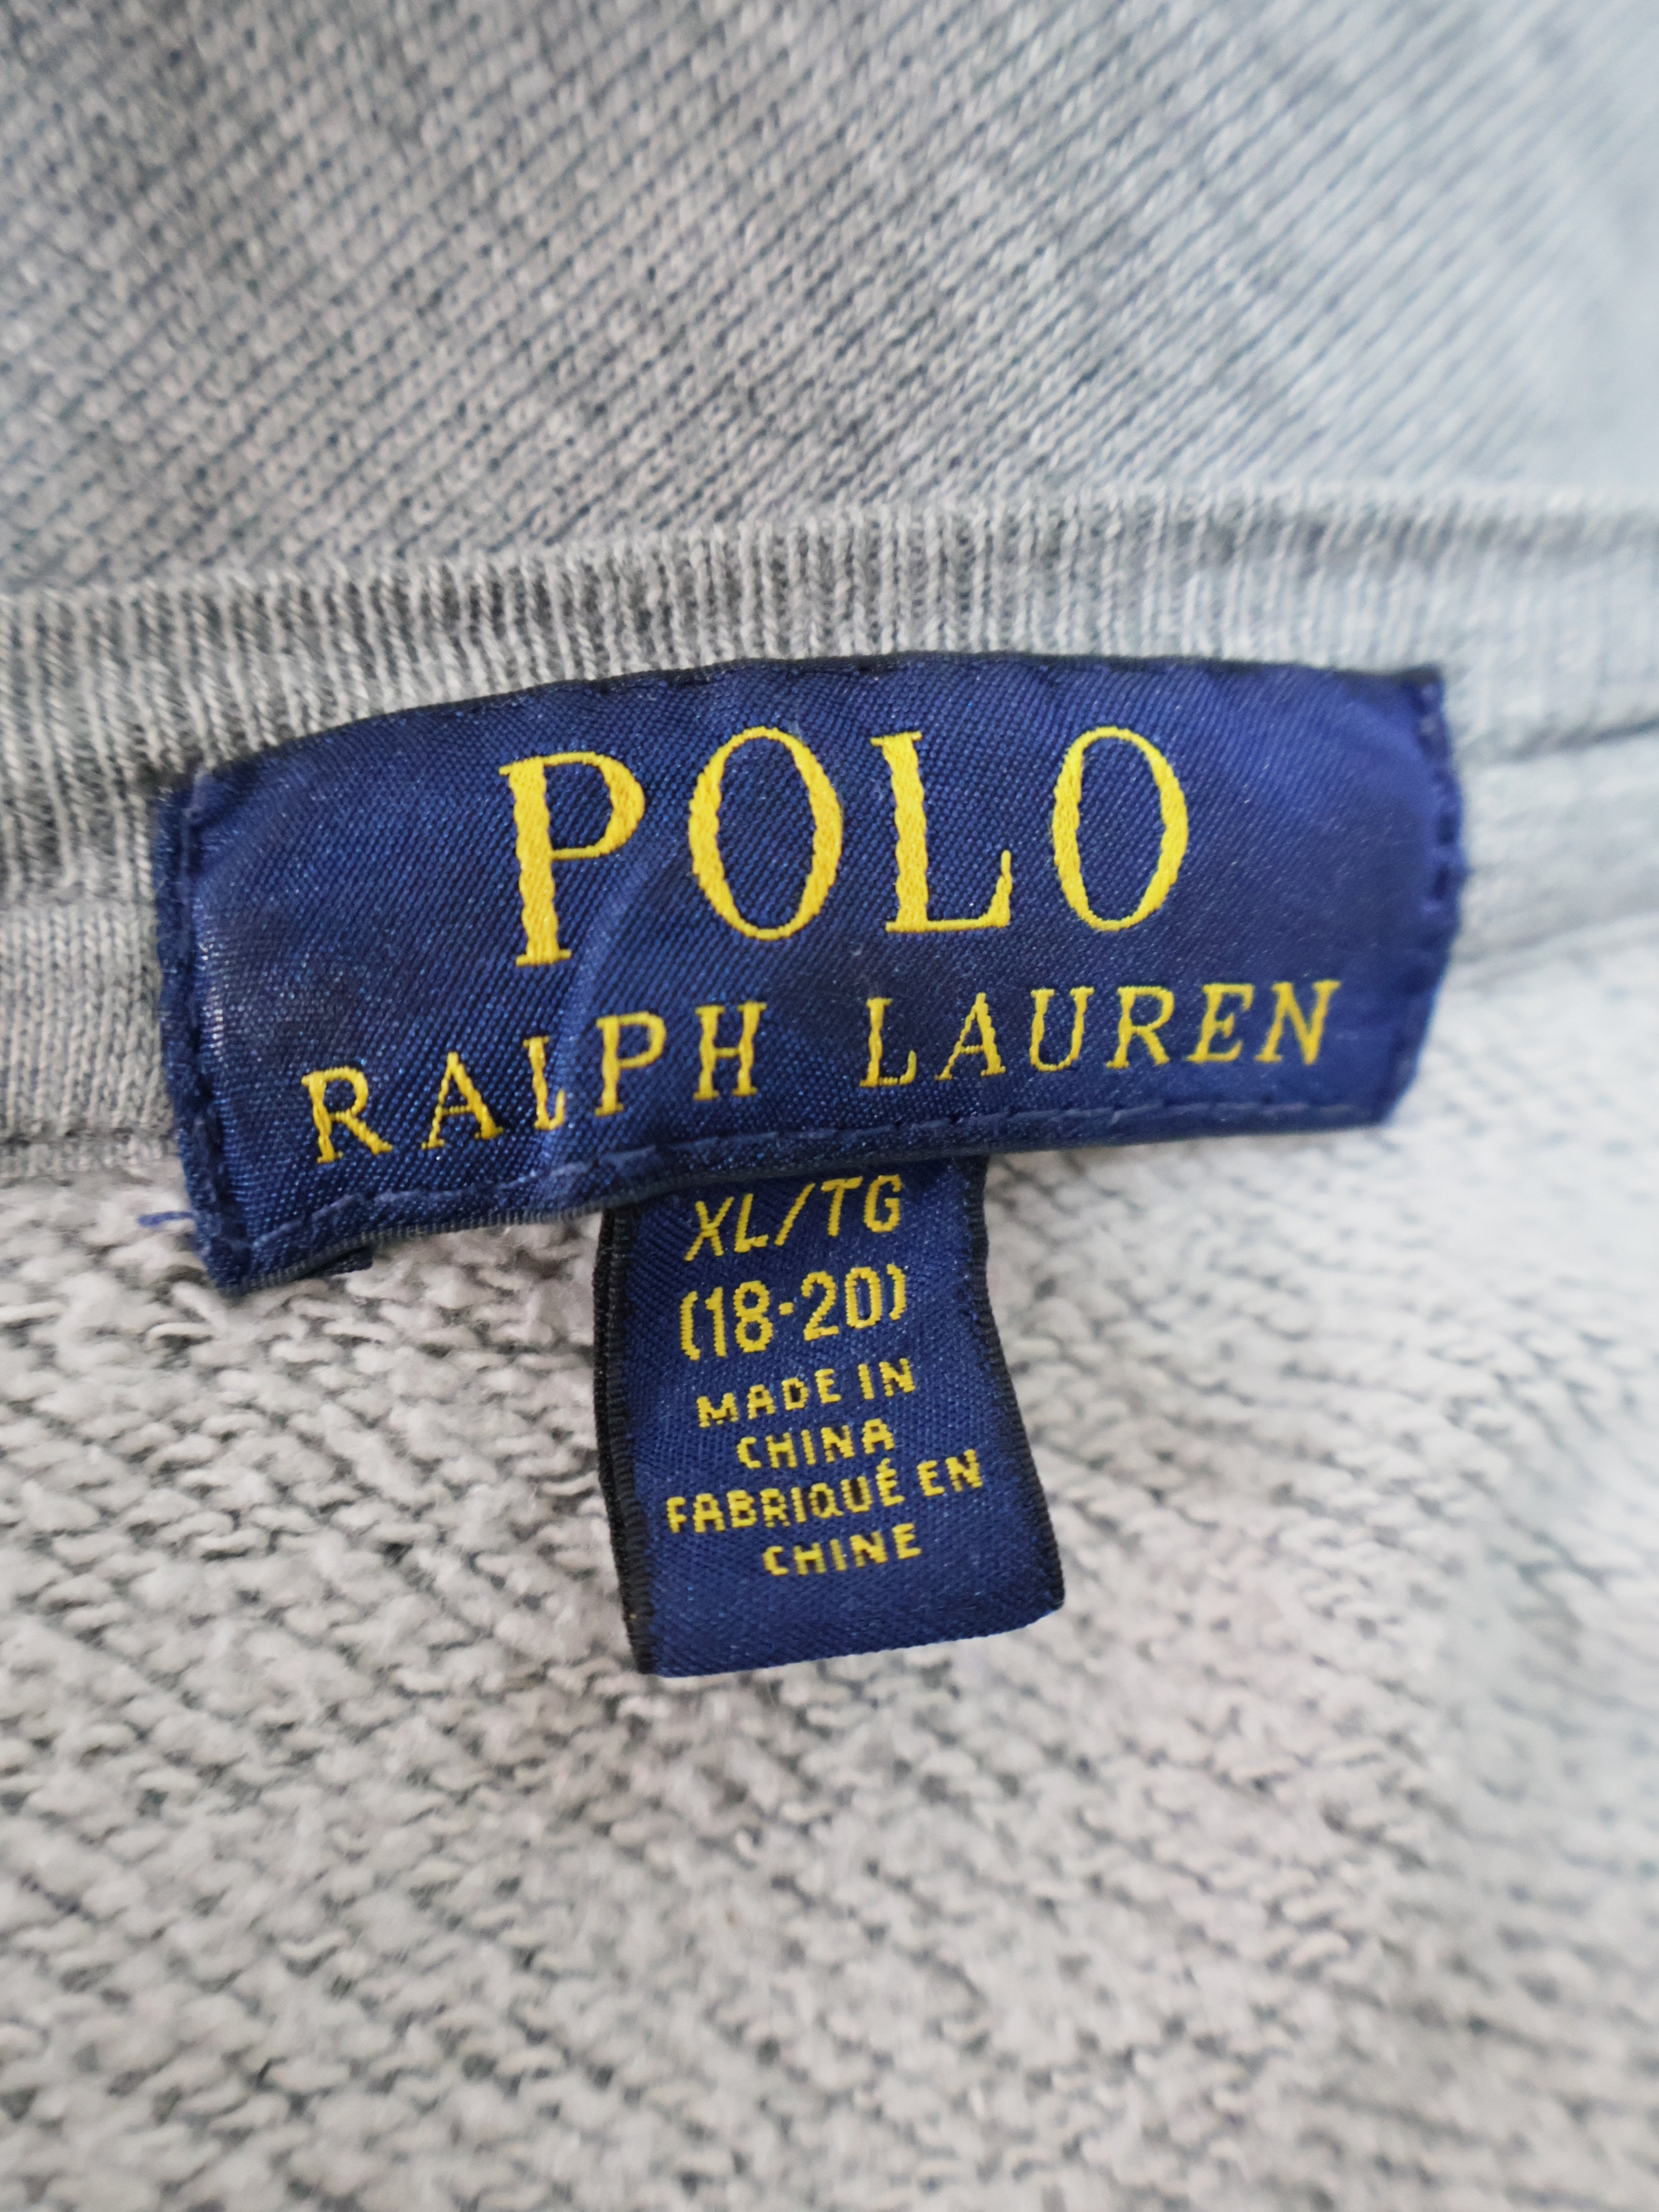 POLO
RALPH LAUREN
XL/TG
(18-20)
MADE IN
CHINA
FABRIQUÉ EN
CHINE